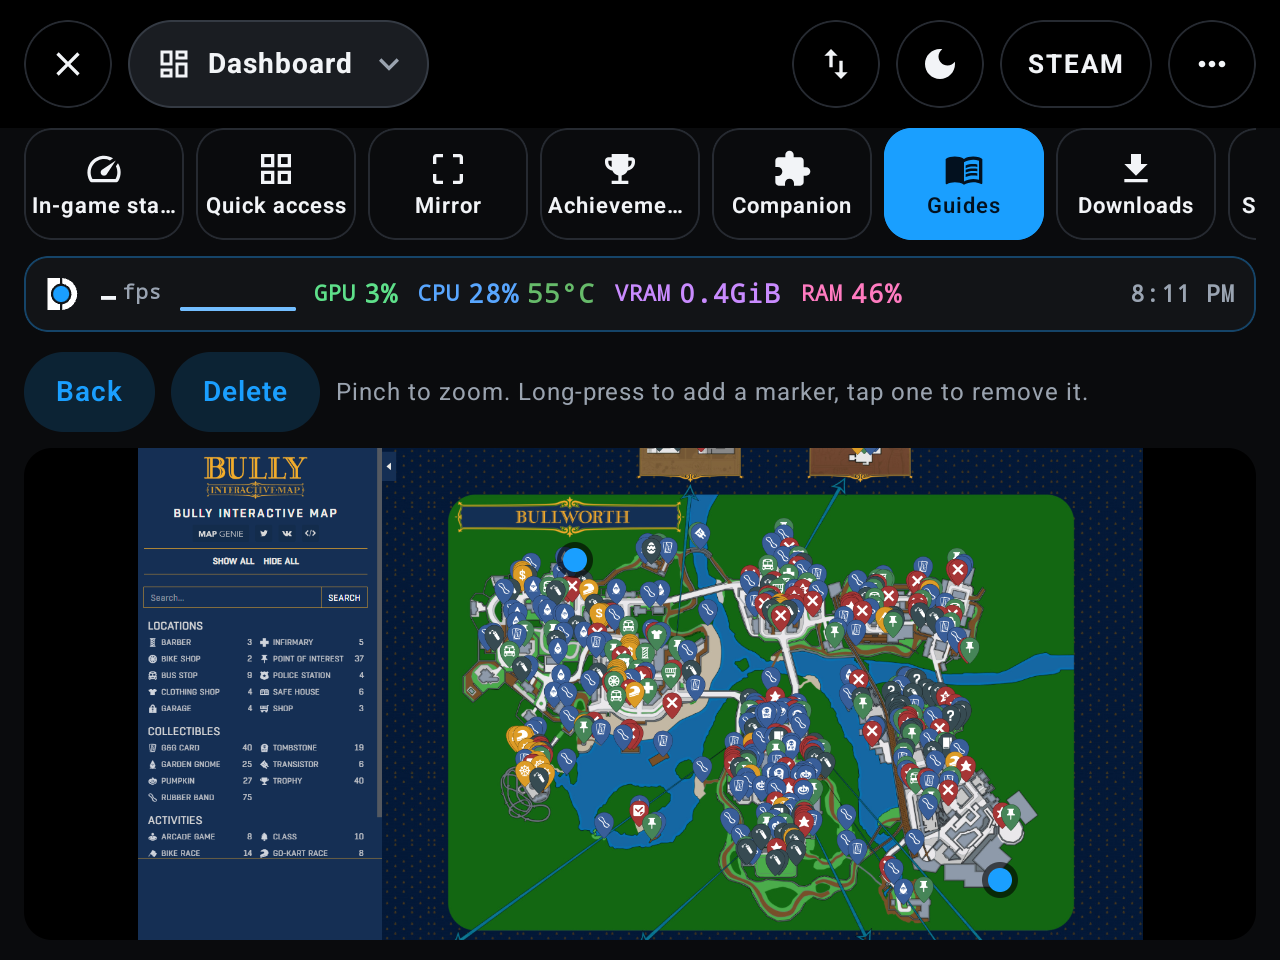 Dashboard
STEAM
In-game sta...
Quick access
Mirror
Achieveme...
Companion
Guides
Downloads
S
– fps
GPU 3%
CPU 28% 55°C
VRAM 0.4GiB
RAM 46%
8:11 PM
Back
Delete
Pinch to zoom. Long-press to add a marker, tap one to remove it.
BULLY
INTERACTIVE MAP
BULLY INTERACTIVE MAP
MAP GENIE
SHOW ALL HIDE ALL
Search...
SEARCH
LOCATIONS
BARBER 3 INFIRMARY 5
BIKE SHOP 2 POINT OF INTEREST 37
BUS STOP 9 POLICE STATION 4
CLOTHING SHOP 4 SAFE HOUSE 6
GARAGE 4 SHOP 3
COLLECTIBLES
G&G CARD 40 TOMBSTONE 19
GARDEN GNOME 25 TRANSISTOR 6
PUMPKIN 27 TROPHY 40
RUBBER BAND 75
ACTIVITIES
ARCADE GAME 8 CLASS 10
BIKE RACE 14 GO-KART RACE 8
BULLWORTH